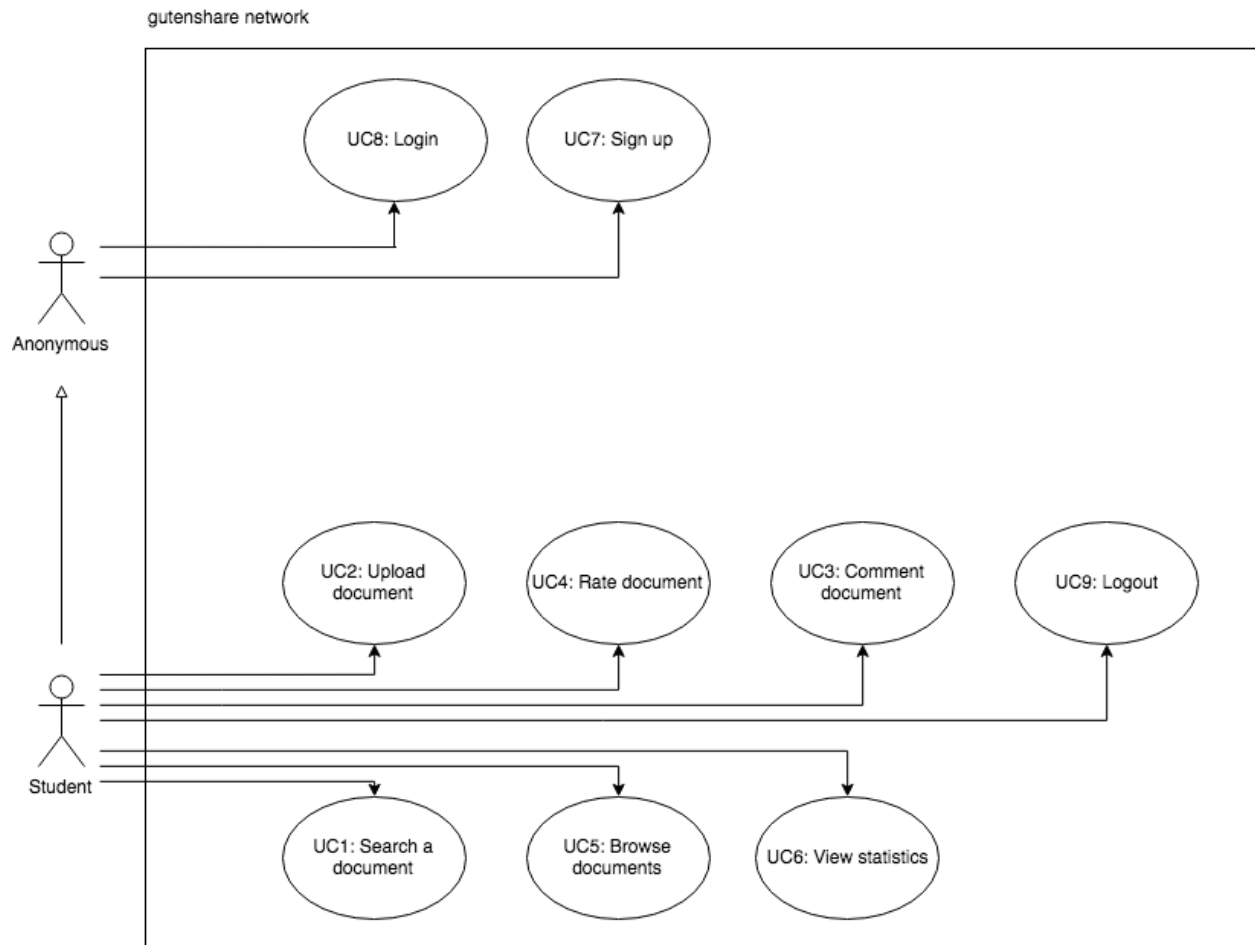 gutenshare network
UC8: Login
UC7: Sign up
Anonymous
UC2: Upload
document
UC4: Rate document
UC3: Comment
document
UC9: Logout
Student
UC1: Search a
document
UC5: Browse
documents
UC6: View statistics